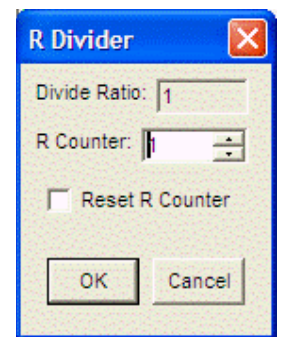 R Divider
Divide Ratio: 1
R Counter: 1
Reset R Counter
OK Cancel